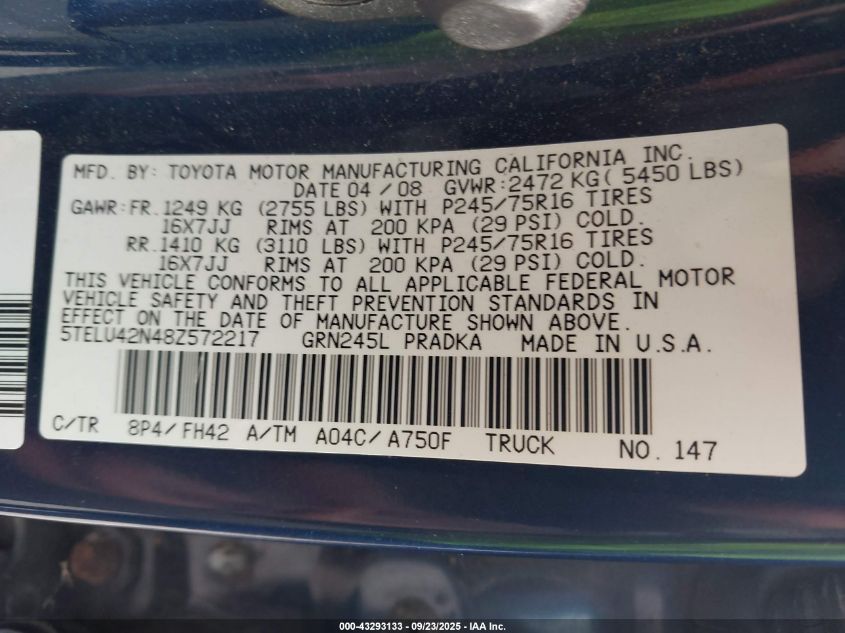 MFD. BY: TOYOTA MOTOR MANUFACTURING CALIFORNIA INC.
DATE 04 / 08 GVWR:2472 KG( 5450 LBS)
GAWR:FR. 1249 KG (2755 LBS) WITH P245/75R16 TIRES
16X7JJ RIMS AT 200 KPA (29 PSI) COLD.
RR. 1410 KG (3110 LBS) WITH P245/75R16 TIRES
16X7JJ RIMS AT 200 KPA (29 PSI) COLD.
THIS VEHICLE CONFORMS TO ALL APPLICABLE FEDERAL MOTOR
VEHICLE SAFETY AND THEFT PREVENTION STANDARDS IN
EFFECT ON THE DATE OF MANUFACTURE SHOWN ABOVE.
5TELU42N48Z572217 GRN245L PRADKA MADE IN U.S.A.
C/TR 8P4/FH42 A/TM A04C/A750F TRUCK NO. 147
000-43293133 - 09/23/2025 - IAA Inc.